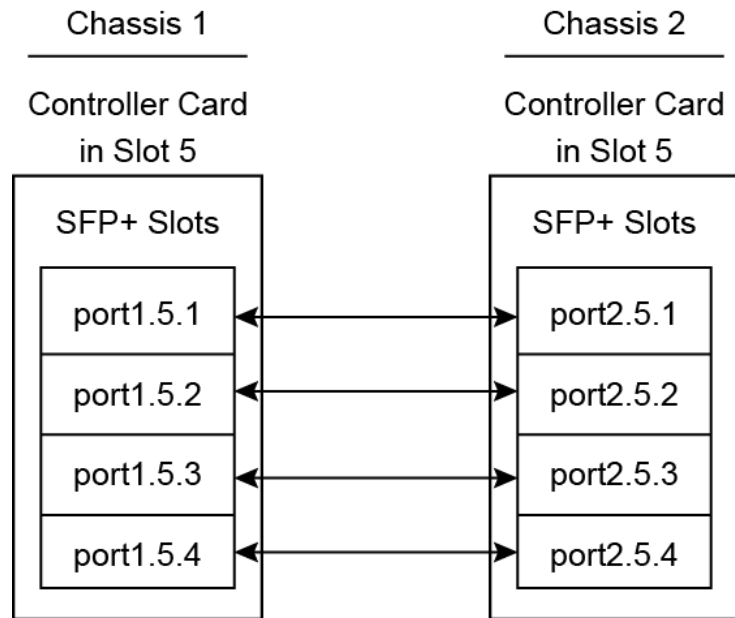 Chassis 1
Controller Card
in Slot 5
SFP+ Slots
port1.5.1
port1.5.2
port1.5.3
port1.5.4
Chassis 2
Controller Card
in Slot 5
SFP+ Slots
port2.5.1
port2.5.2
port2.5.3
port2.5.4